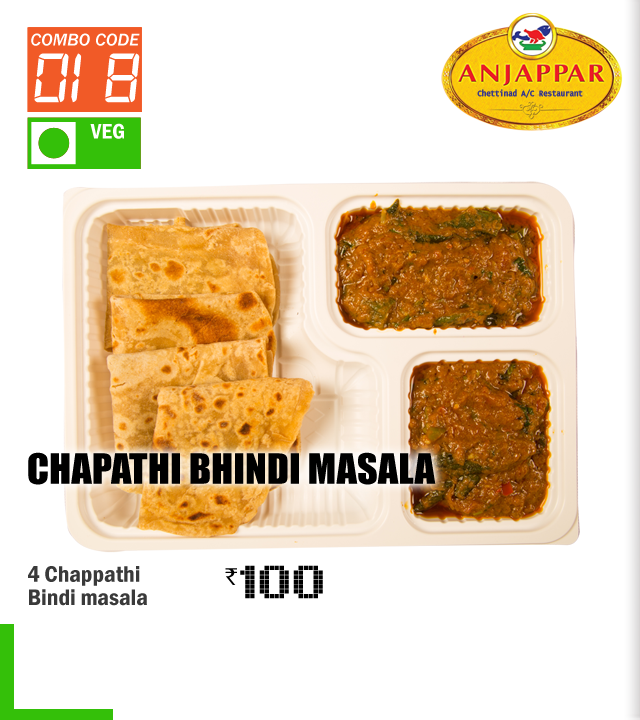 COMBO CODE
018
VEG
ANJAPPAR
Chettinad A/C Restaurant
CHAPATHI BHINDI MASALA
4 Chappathi
Bindi masala
₹100